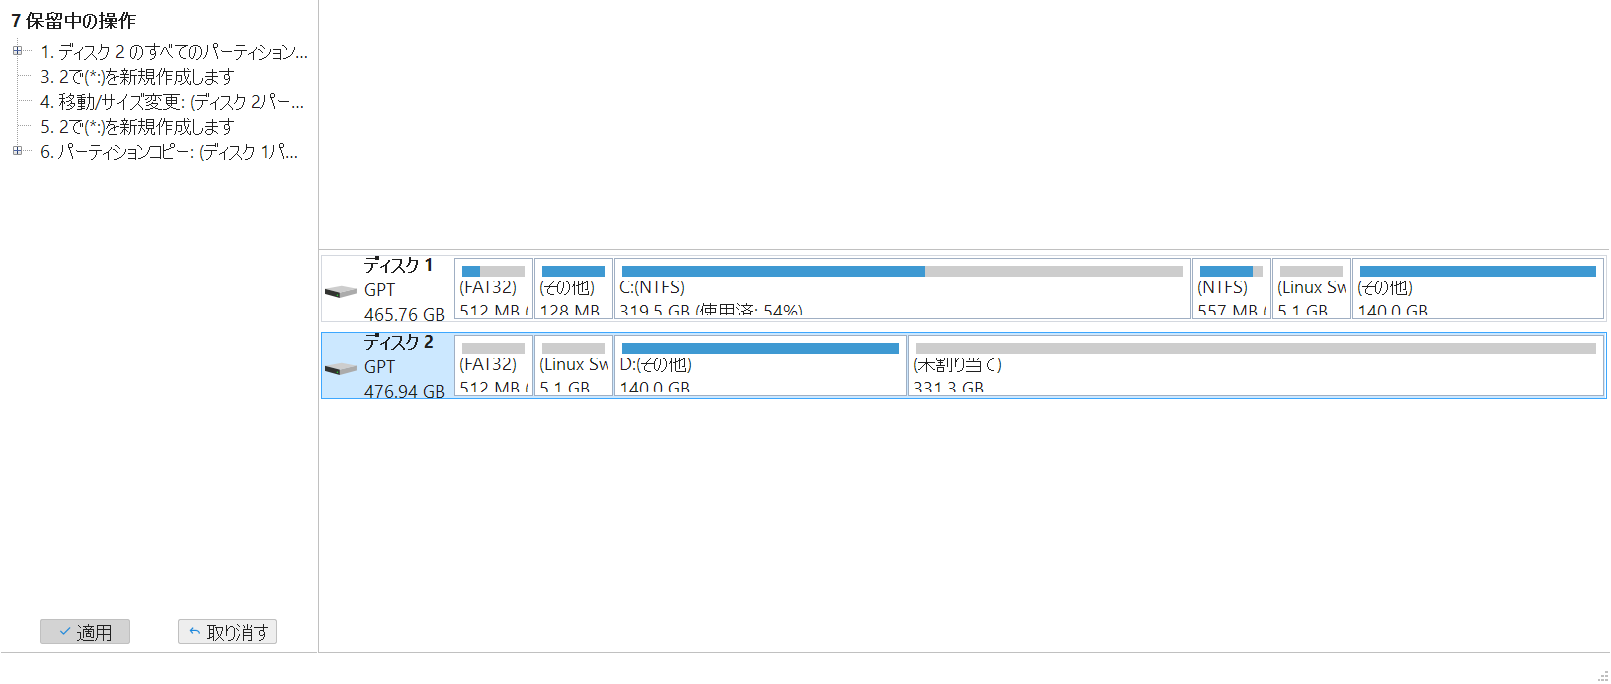 7 保留中の操作
1. ディスク 2 のすべてのパーティション...
3. 2で(*:)を新規作成します
4. 移動/サイズ変更: (ディスク 2パー...
5. 2で(*:)を新規作成します
6. パーティションコピー: (ディスク 1パ...
適用
取り消す
ディスク 1
GPT
465.76 GB
(FAT32)
512 MB (
(その他)
128 MB
C:(NTFS)
319.5 GB (使用済: 54%)
(NTFS)
557 MB (
(Linux Sw
5.1 GB
(その他)
140.0 GB
ディスク 2
GPT
476.94 GB
(FAT32)
512 MB (
(Linux Sw
5.1 GB
D:(その他)
140.0 GB
(未割り当て)
331.3 GB